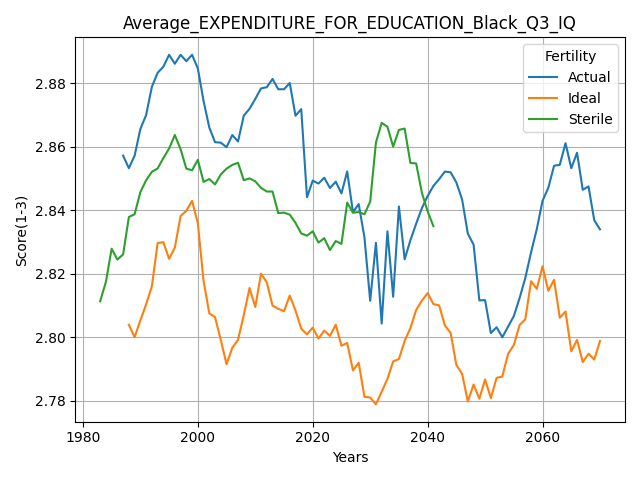 Average_EXPENDITURE_FOR_EDUCATION_Black_Q3_IQ
Fertility
Actual
Ideal
Sterile
Score(1-3)
2.88
2.86
2.84
2.82
2.80
2.78
1980 2000 2020 2040 2060
Years